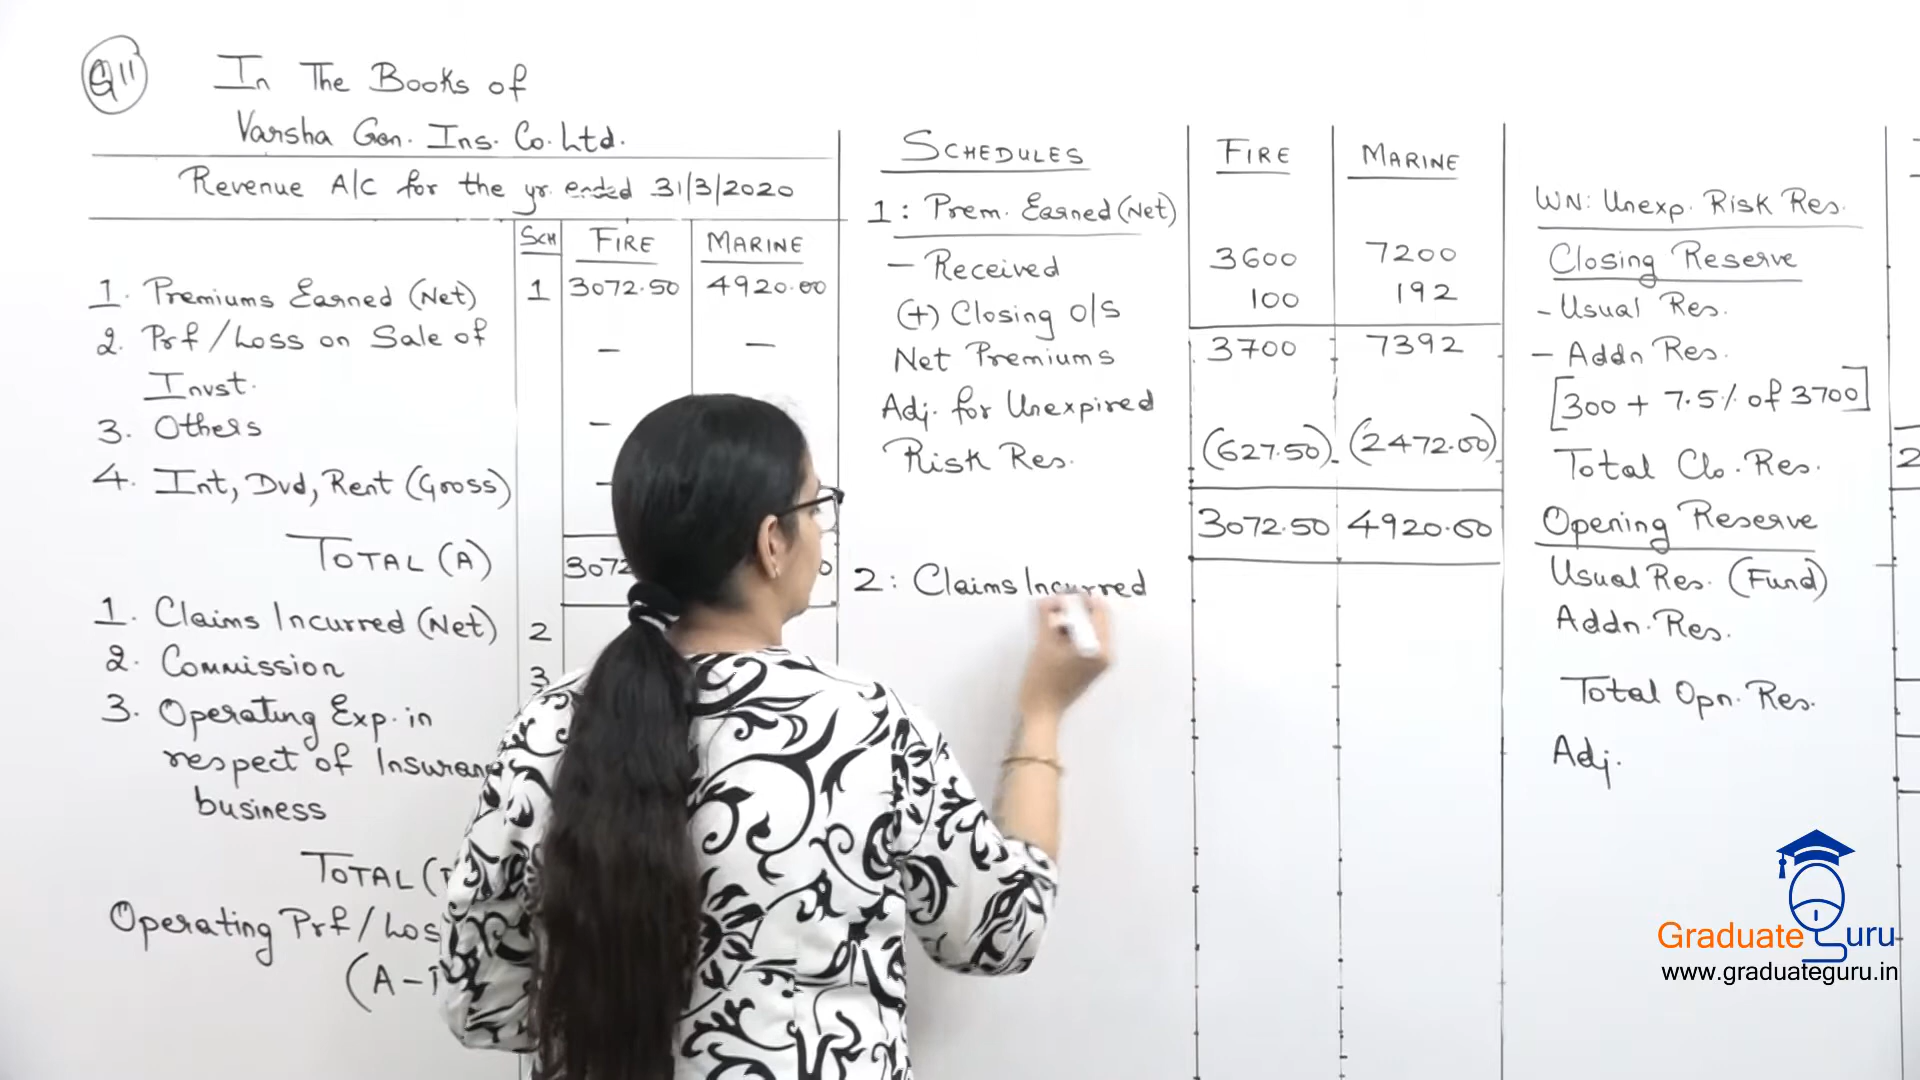 Q11
In The Books of
Varsha Gen. Ins. Co. Ltd.
Revenue A/C for the yr. ended 31/3/2020
SCH FIRE MARINE
1. Premiums Earned (Net) 1 3072.50 4920.00
2. Prf/Loss on Sale of — —
Invst.
3. Others —
4. Int, Dvd, Rent (Gross) —
TOTAL (A)
1. Claims Incurred (Net) 2
2. Commission 3
3. Operating Exp. in
respect of
business
TOTAL
Operating Prf/
SCHEDULES FIRE MARINE
1: Prem. Earned (Net)
— Received 3600 7200
(+) Closing O/S 100 192
Net Premiums 3700 7392
Adj. for Unexpired
Risk Res. (627.50) (2472.00)
3072.50 4920.00
2: Claims Incurred
WN: Unexp. Risk Res.
Closing Reserve
- Usual Res.
- Addn Res.
[300 + 7.5% of 3700]
Total Clo. Res.
Opening Reserve
Usual Res. (Fund)
Addn. Res.
Total Opn. Res.
Adj.
Graduate Guru
www.graduateguru.in